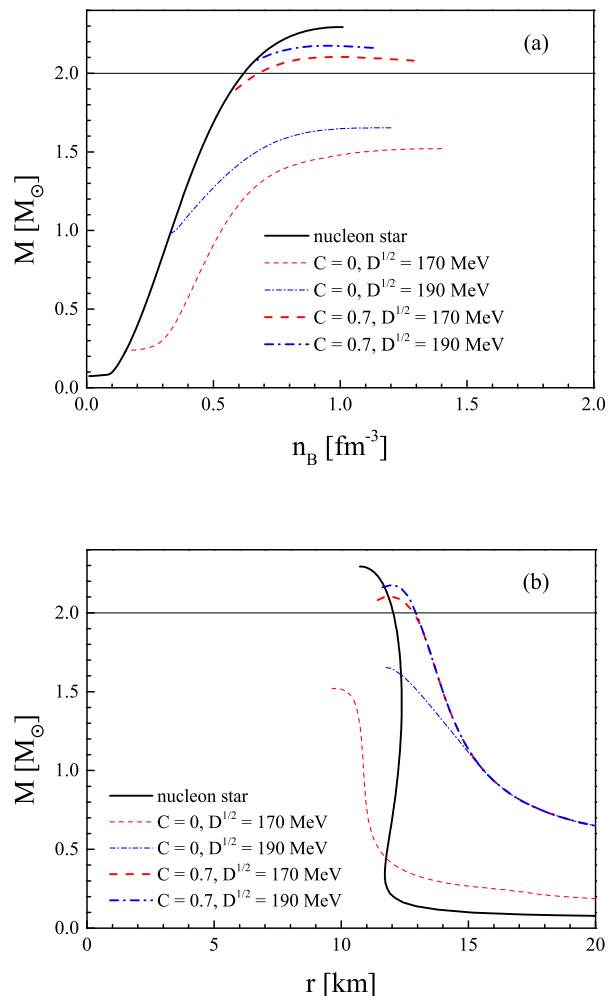 (a)
2.0
1.5
1.0
0.5
0.0
M [M⊙]
nucleon star
C = 0, D^1/2 = 170 MeV
C = 0, D^1/2 = 190 MeV
C = 0.7, D^1/2 = 170 MeV
C = 0.7, D^1/2 = 190 MeV
0.0 0.5 1.0 1.5 2.0
n_B [fm^-3]
(b)
2.0
1.5
1.0
0.5
0.0
M [M⊙]
nucleon star
C = 0, D^1/2 = 170 MeV
C = 0, D^1/2 = 190 MeV
C = 0.7, D^1/2 = 170 MeV
C = 0.7, D^1/2 = 190 MeV
0 5 10 15 20
r [km]